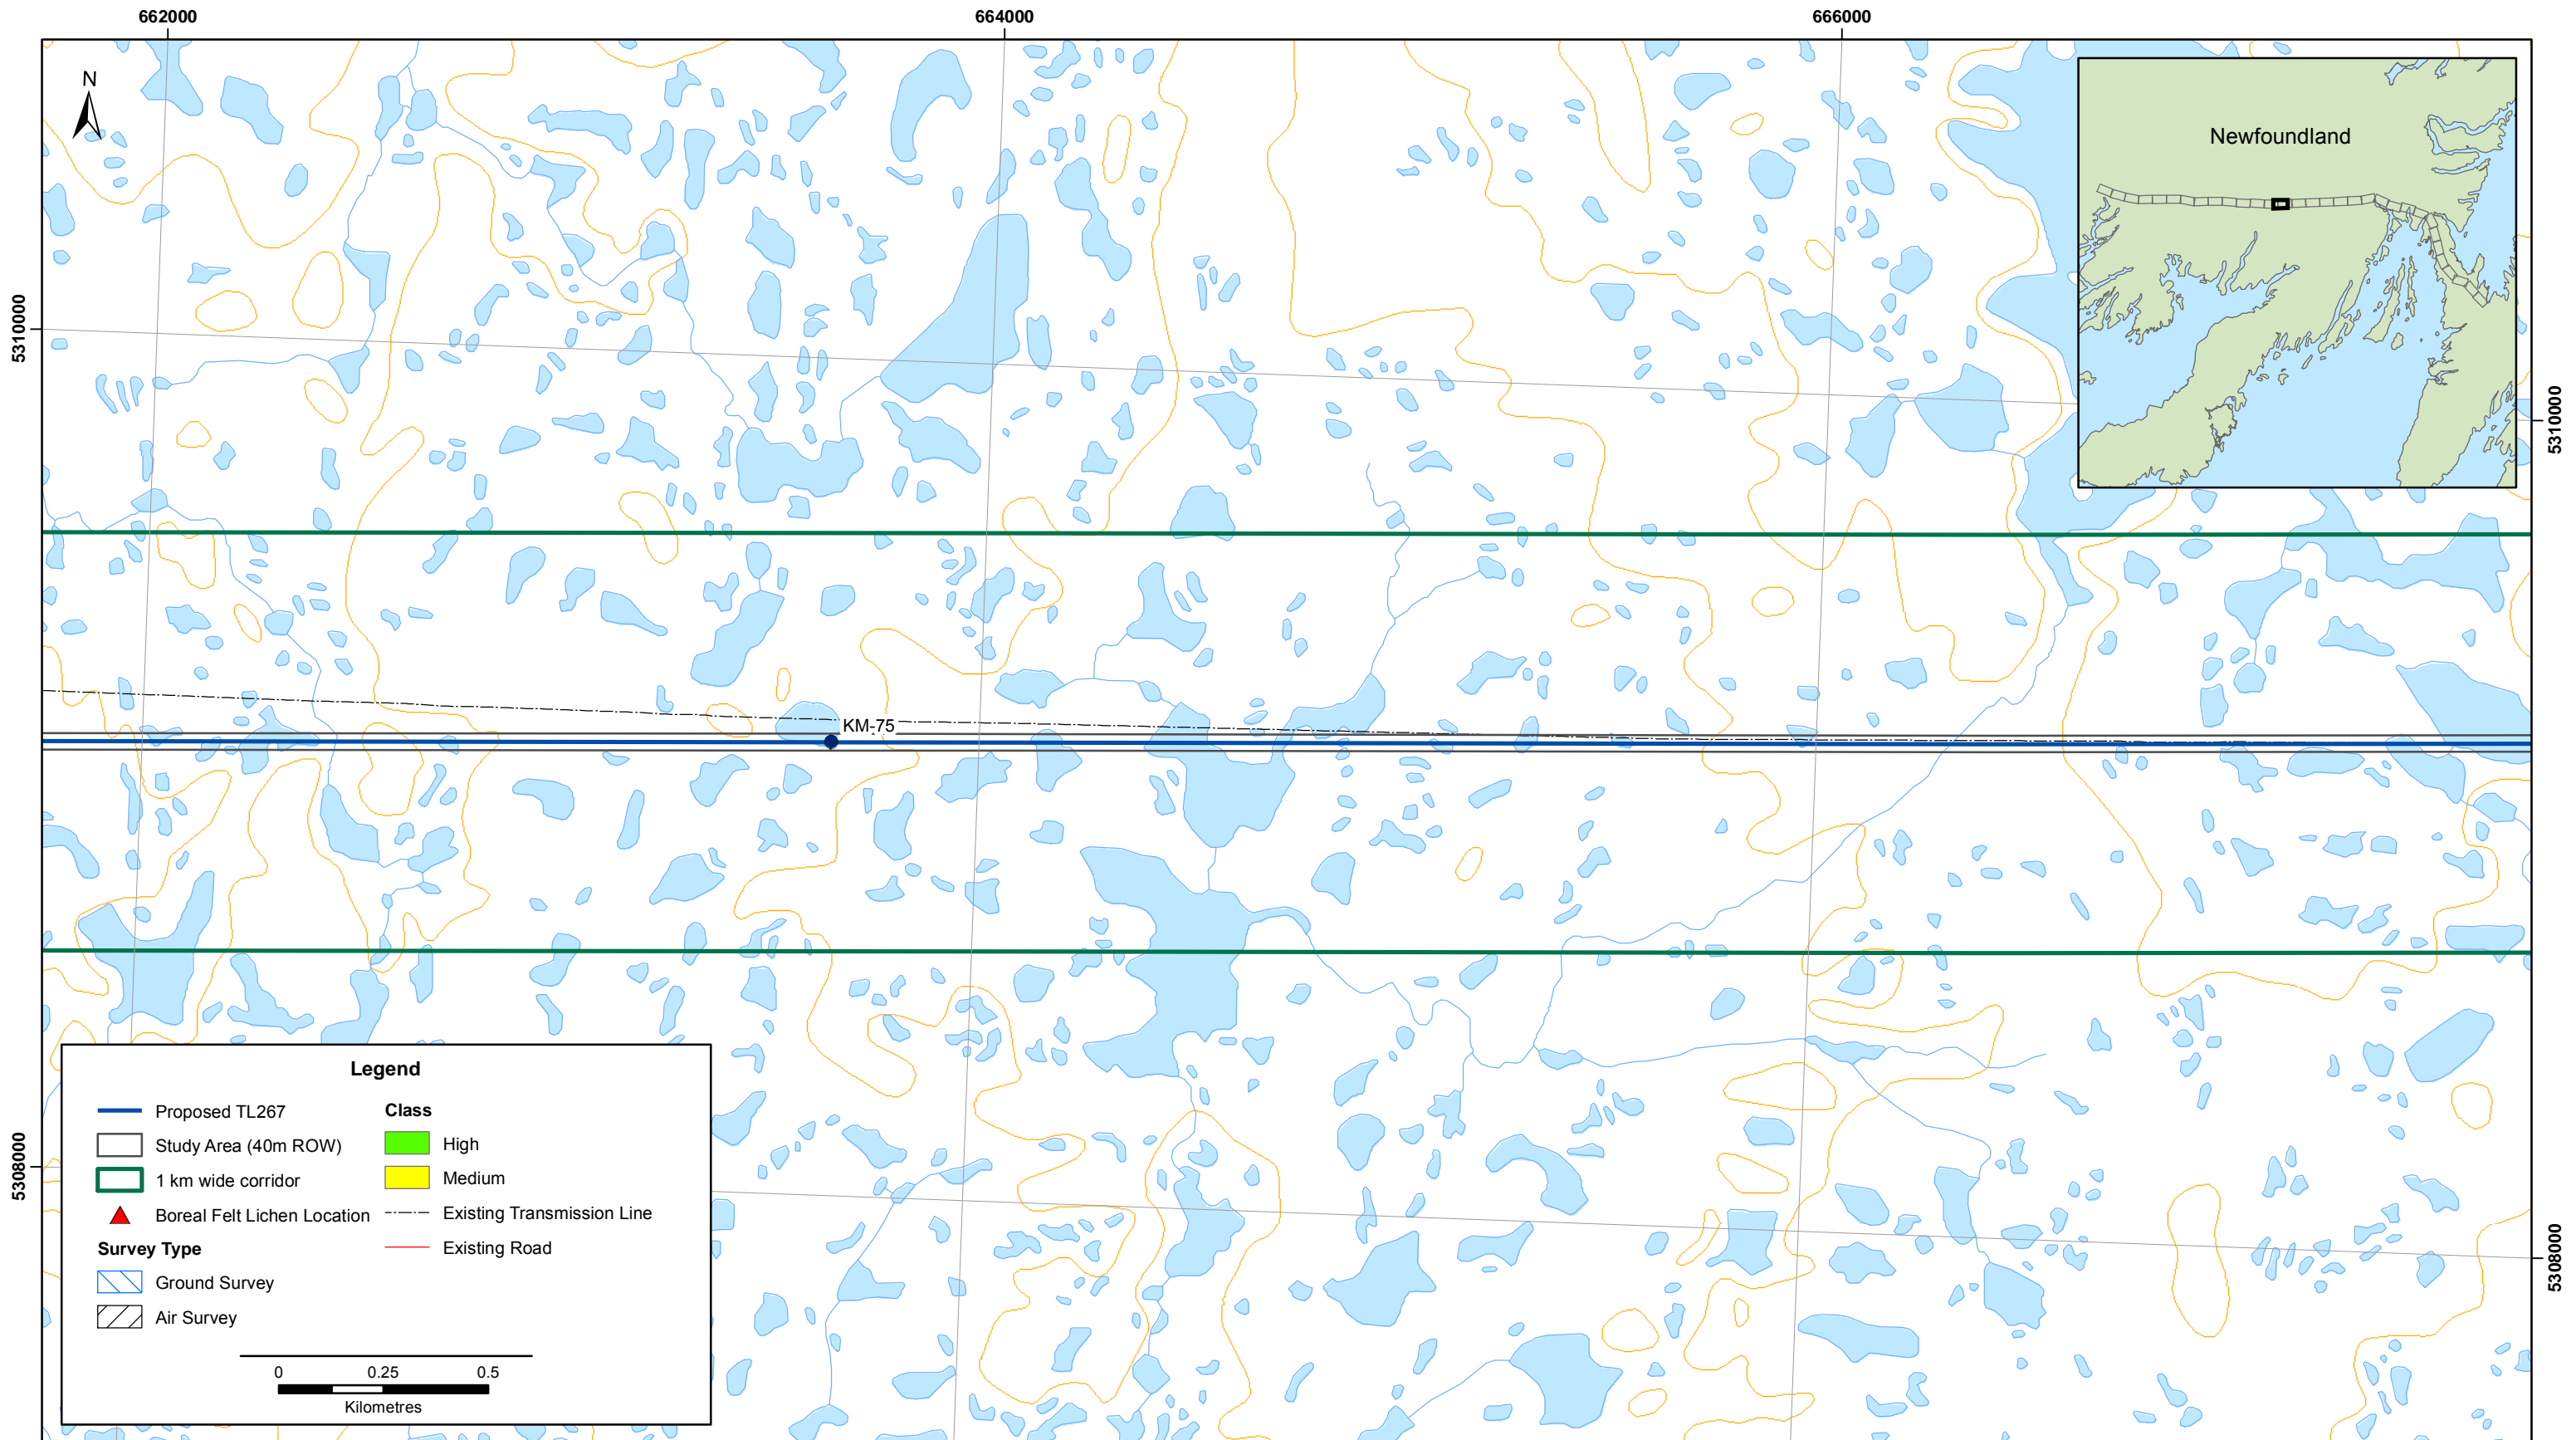 662000
664000
666000
N
Newfoundland
5310000
5310000
KM-75
5308000
5308000
Legend
Proposed TL267
Study Area (40m ROW)
1 km wide corridor
Boreal Felt Lichen Location
Survey Type
Ground Survey
Air Survey
Class
High
Medium
Existing Transmission Line
Existing Road
0 0.25 0.5
Kilometres